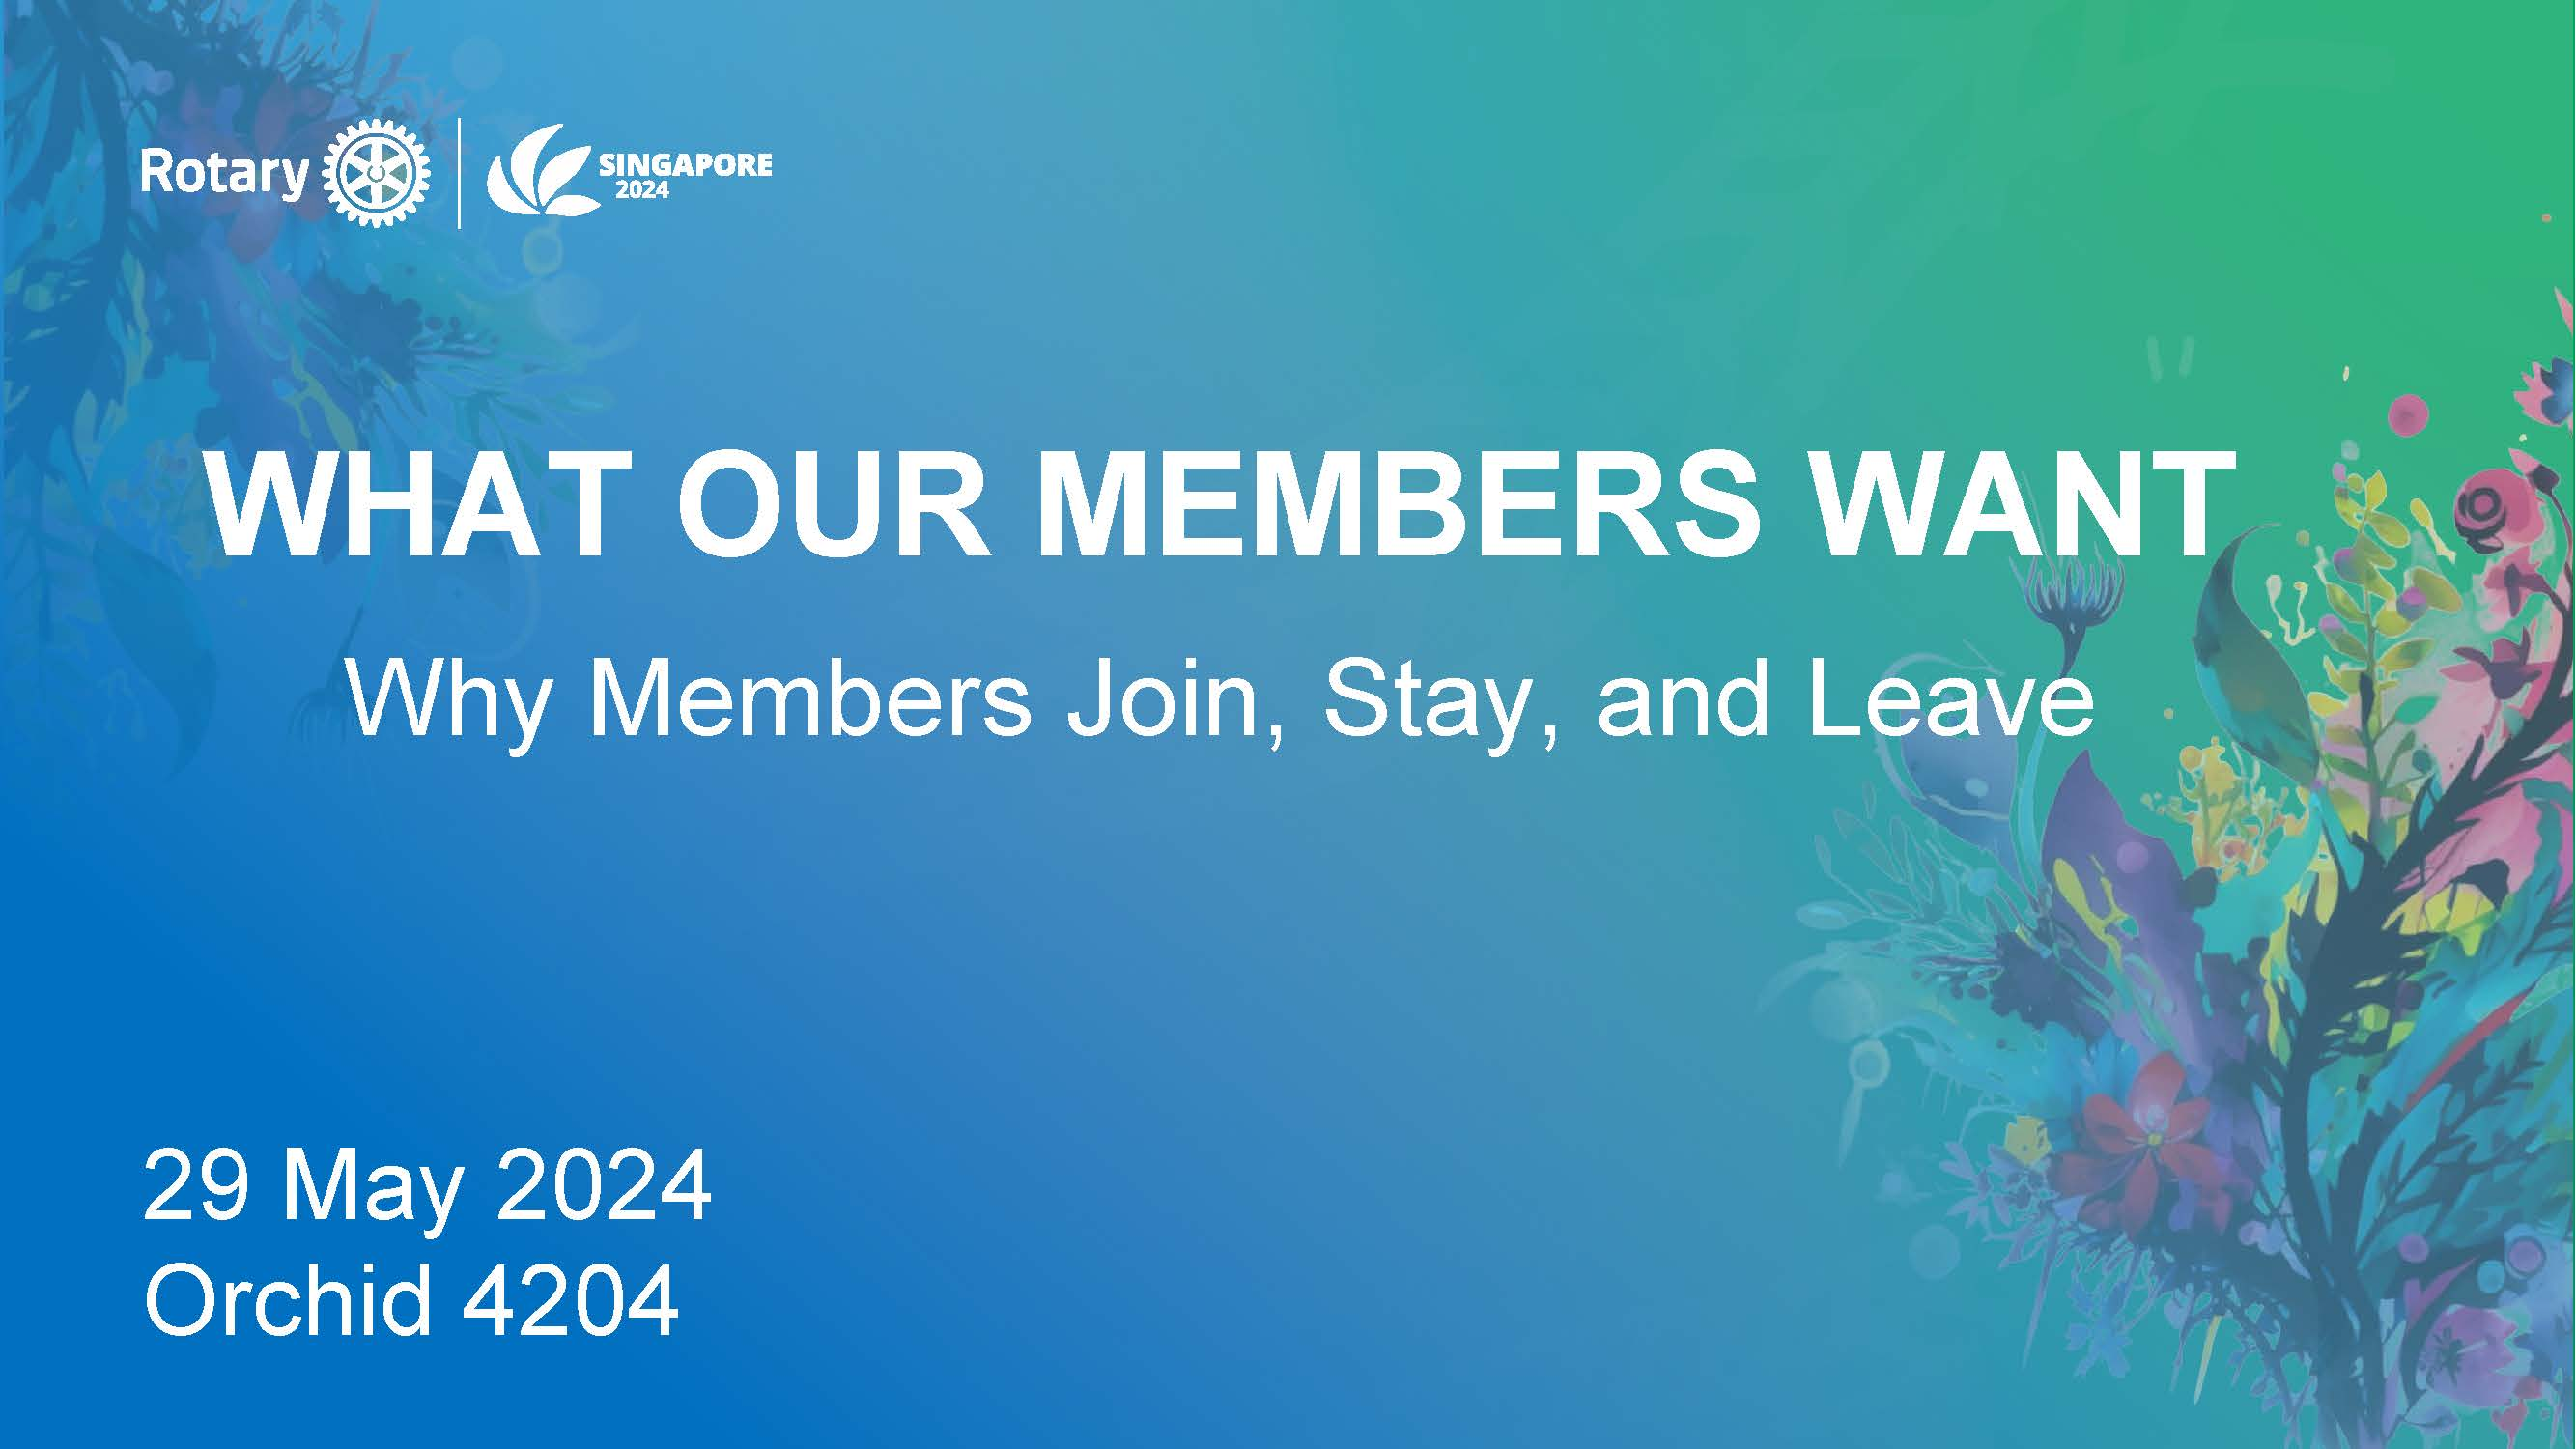 Rotary
SINGAPORE
2024
WHAT OUR MEMBERS WANT
Why Members Join, Stay, and Leave
29 May 2024
Orchid 4204